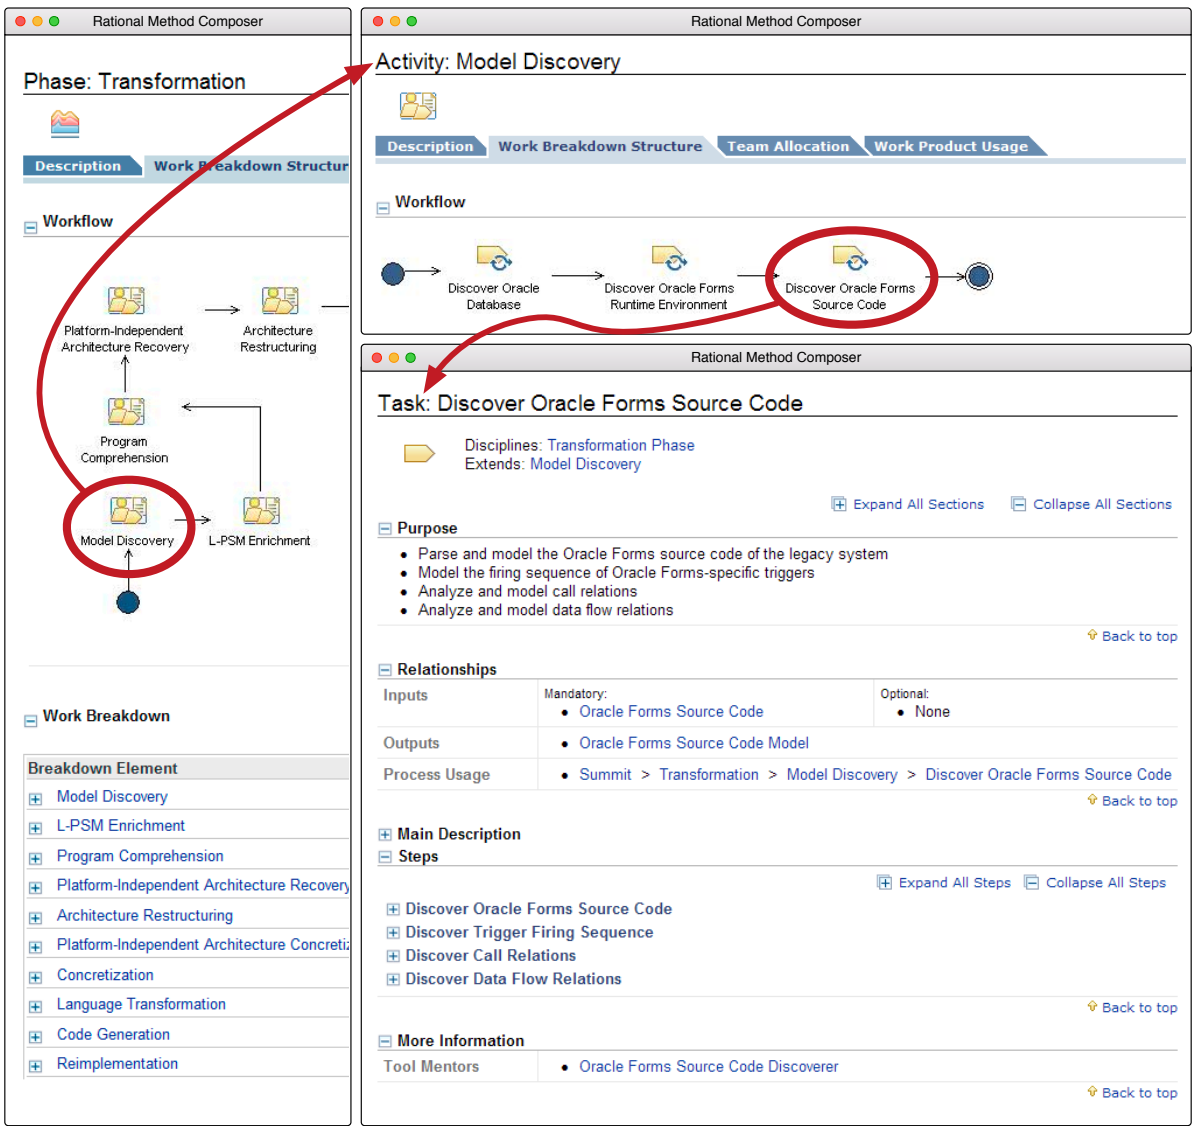 Rational Method Composer
Phase: Transformation
Description
Work Breakdown Structur
Workflow
Platform-Independent
Architecture Recovery
Architecture
Restructuring
Program
Comprehension
Model Discovery
L-PSM Enrichment
Work Breakdown
Breakdown Element
Model Discovery
L-PSM Enrichment
Program Comprehension
Platform-Independent Architecture Recovery
Architecture Restructuring
Platform-Independent Architecture Concretiz
Concretization
Language Transformation
Code Generation
Reimplementation
Rational Method Composer
Activity: Model Discovery
Description
Work Breakdown Structure
Team Allocation
Work Product Usage
Workflow
Discover Oracle
Database
Discover Oracle Forms
Runtime Environment
Discover Oracle Forms
Source Code
Rational Method Composer
Task: Discover Oracle Forms Source Code
Disciplines: Transformation Phase
Extends: Model Discovery
Expand All Sections Collapse All Sections
Purpose
• Parse and model the Oracle Forms source code of the legacy system
• Model the firing sequence of Oracle Forms-specific triggers
• Analyze and model call relations
• Analyze and model data flow relations
Back to top
Relationships
Inputs
Mandatory:
• Oracle Forms Source Code
Optional:
• None
Outputs
• Oracle Forms Source Code Model
Process Usage
• Summit > Transformation > Model Discovery > Discover Oracle Forms Source Code
Back to top
Main Description
Steps
Expand All Steps Collapse All Steps
Discover Oracle Forms Source Code
Discover Trigger Firing Sequence
Discover Call Relations
Discover Data Flow Relations
Back to top
More Information
Tool Mentors
• Oracle Forms Source Code Discoverer
Back to top